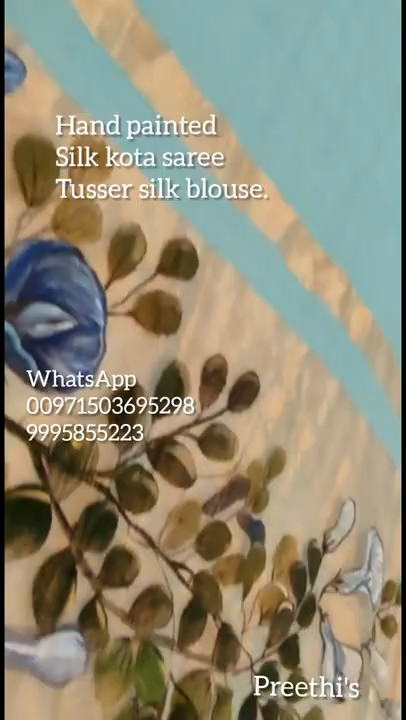 Hand painted
Silk kota saree
Tusser silk blouse.
WhatsApp
00971503695298
9995855223
Preethi's